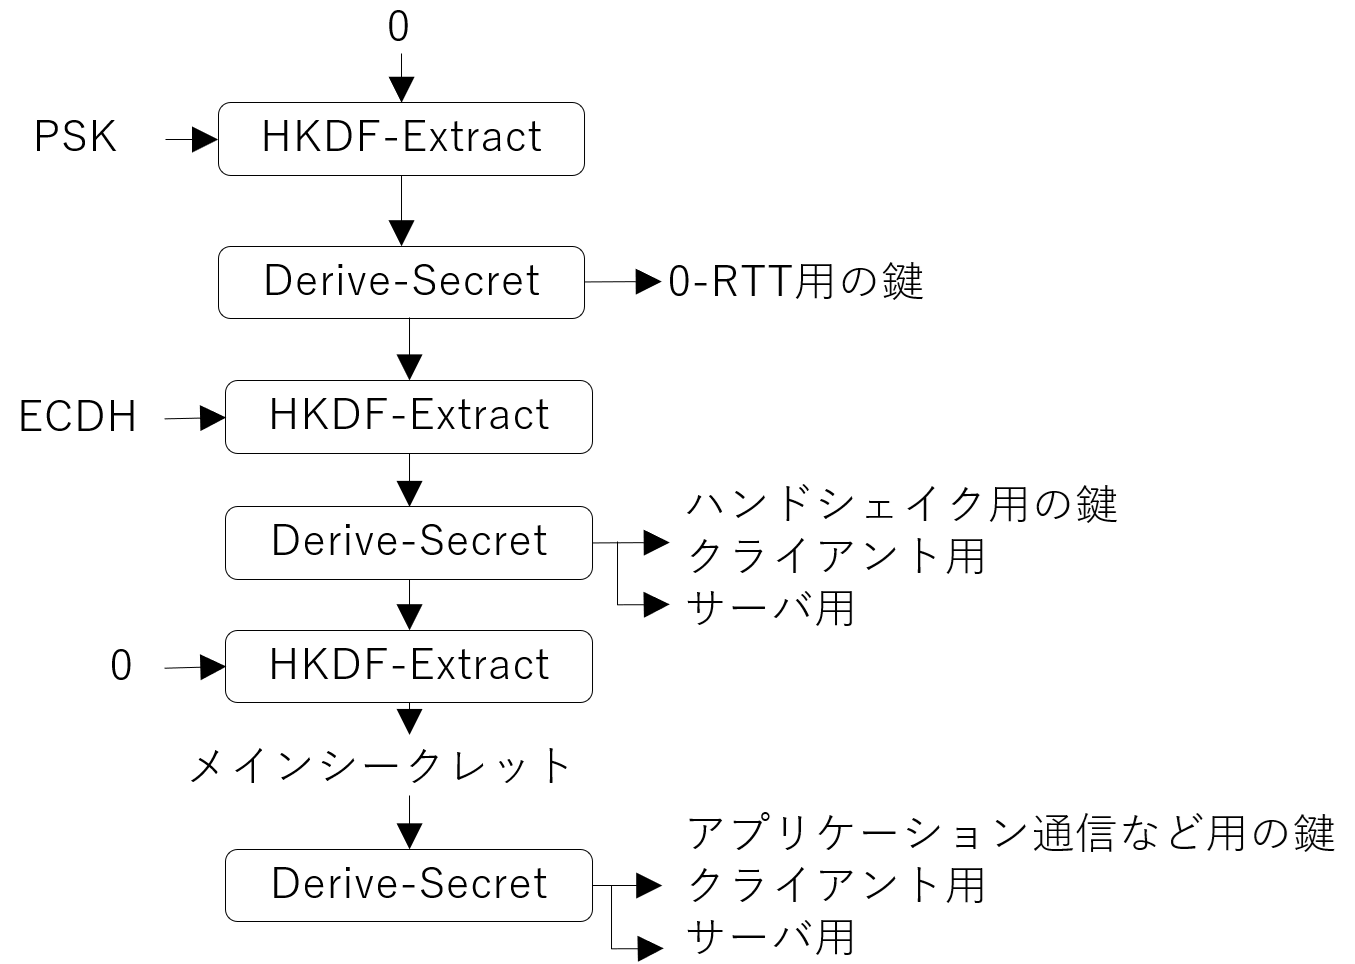 0
PSK
HKDF-Extract
Derive-Secret
0-RTT用の鍵
ECDH
HKDF-Extract
Derive-Secret
ハンドシェイク用の鍵
クライアント用
サーバ用
0
HKDF-Extract
メインシークレット
Derive-Secret
アプリケーション通信など用の鍵
クライアント用
サーバ用